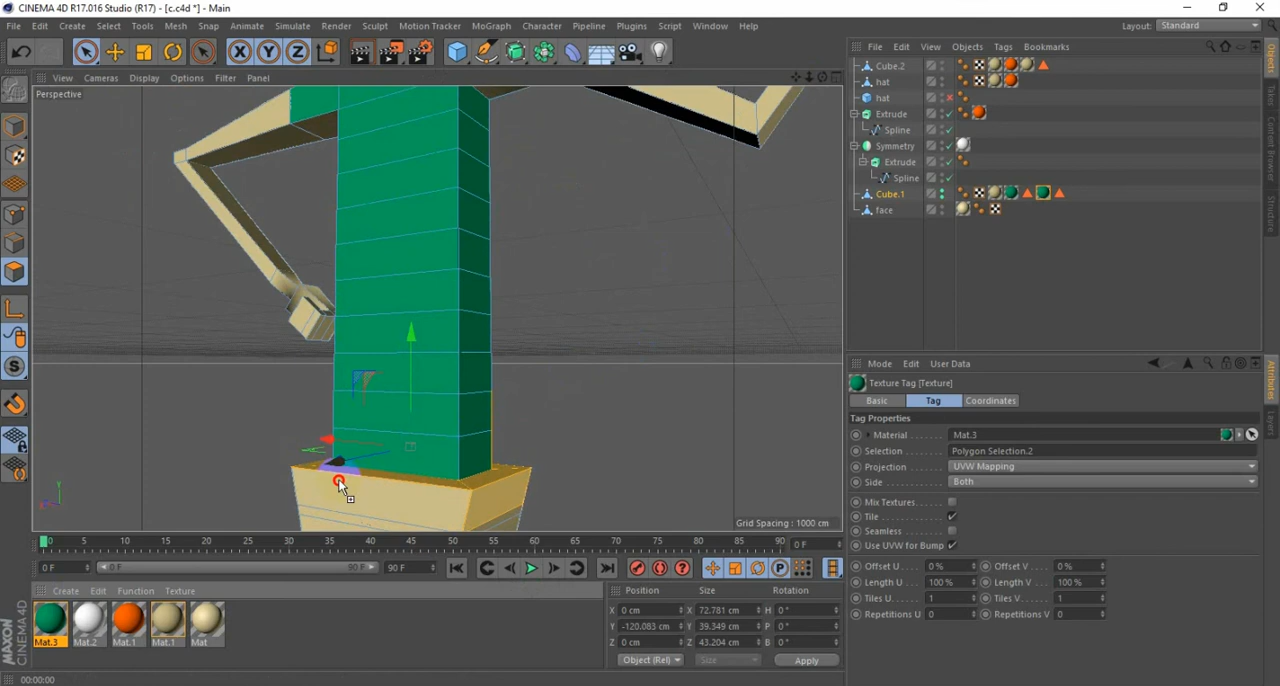 CINEMA 4D R17.016 Studio (R17) - [c.c4d *] - Main
File Edit Create Select Tools Mesh Snap Animate Simulate Render Sculpt Motion Tracker MoGraph Character Pipeline Plugins Script Window Help
Layout: Standard
View Cameras Display Options Filter Panel
Perspective
Grid Spacing : 1000 cm
File Edit View Objects Tags Bookmarks
Cube.2
hat
hat
Extrude
Spline
Symmetry
Extrude
Spline
Cube.1
face
Objects
Takes
Content Browser
Structure
Mode Edit User Data
Texture Tag [Texture]
Basic Tag Coordinates
Tag Properties
Material Mat.3
Selection Polygon Selection.2
Projection UVW Mapping
Side Both
Mix Textures
Tile
Seamless
Use UVW for Bump
Offset U 0 % Offset V 0 %
Length U 100 % Length V 100 %
Tiles U 1 Tiles V 1
Repetitions U 0 Repetitions V 0
Attributes
Layers
0 5 10 15 20 25 30 35 40 45 50 55 60 65 70 75 80 85 90 0 F
0 F 0 F 90 F 90 F
Create Edit Function Texture
Mat.3 Mat.2 Mat.1 Mat.1 Mat
Position Size Rotation
X 0 cm X 72.781 cm H 0 °
Y -120.083 cm Y 39.349 cm P 0 °
Z 0 cm Z 43.204 cm B 0 °
Object (Rel) Size Apply
MAXON CINEMA 4D
00:00:00